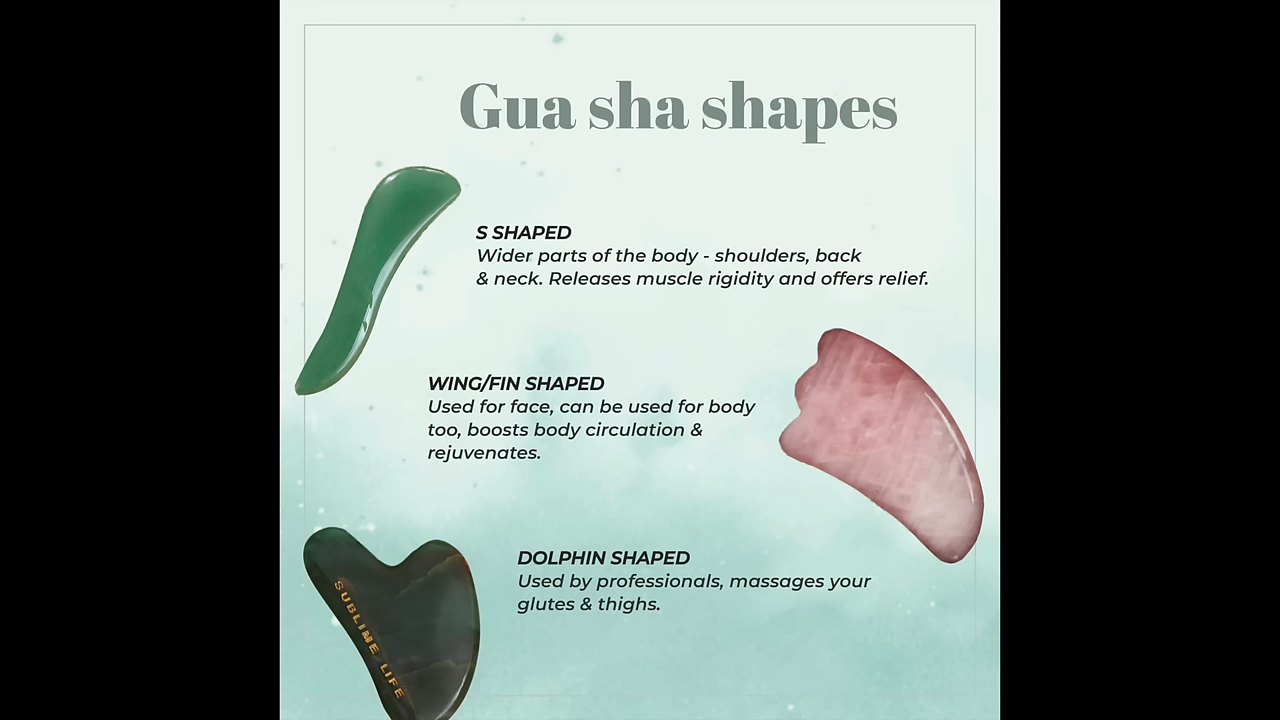 Gua sha shapes
S SHAPED
Wider parts of the body - shoulders, back
& neck. Releases muscle rigidity and offers relief.
WING/FIN SHAPED
Used for face, can be used for body
too, boosts body circulation &
rejuvenates.
DOLPHIN SHAPED
Used by professionals, massages your
glutes & thighs.
SUBLIME LIFE